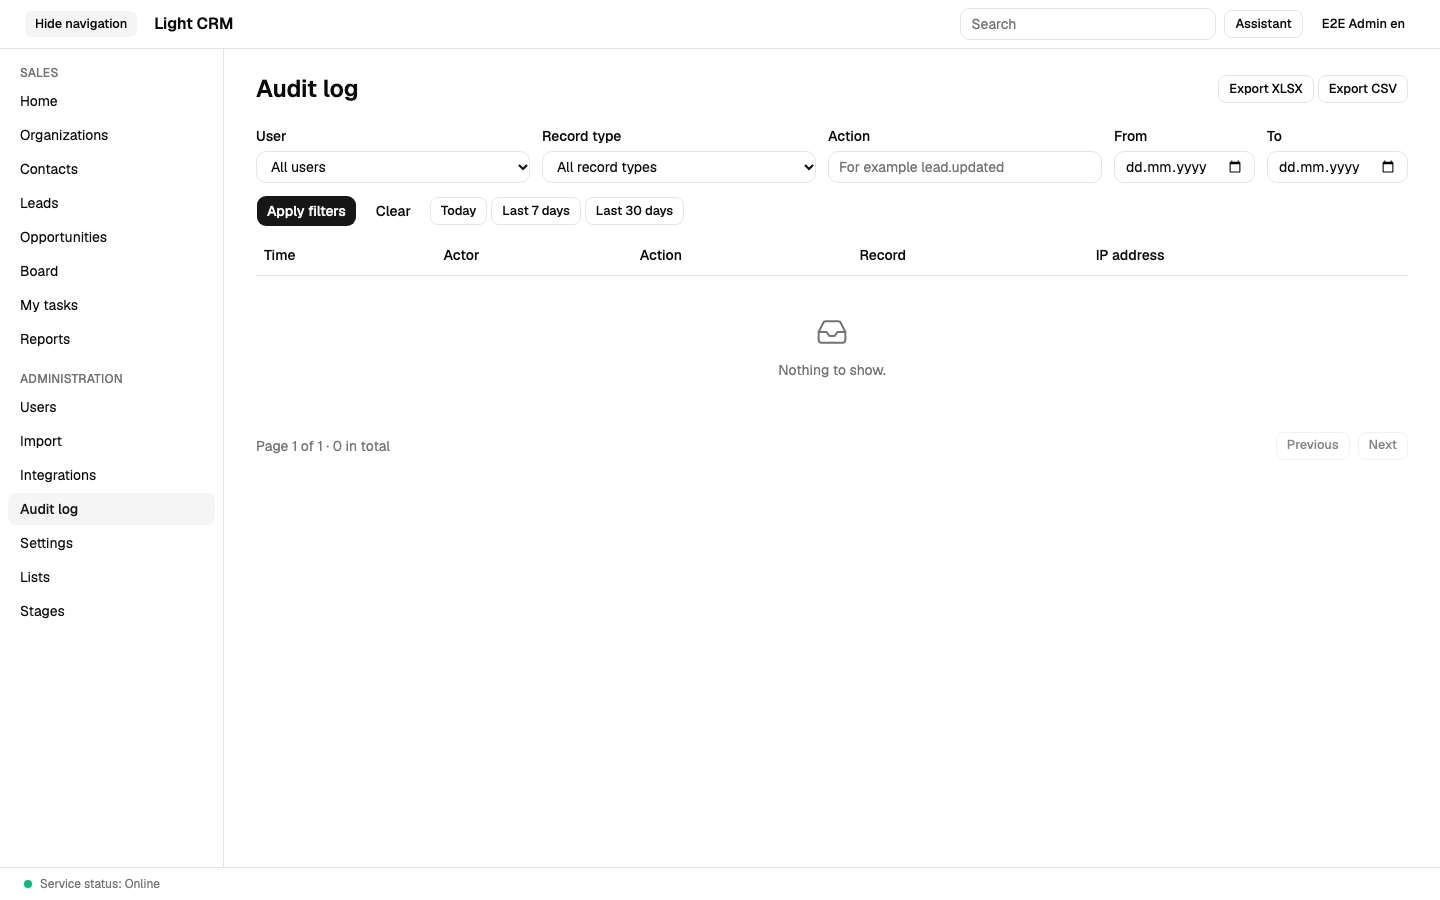 Hide navigation
Light CRM
Search
Assistant
E2E Admin en
SALES
Home
Organizations
Contacts
Leads
Opportunities
Board
My tasks
Reports
ADMINISTRATION
Users
Import
Integrations
Audit log
Settings
Lists
Stages
Audit log
Export XLSX
Export CSV
User
Record type
Action
From
To
All users
All record types
For example lead.updated
dd.mm.yyyy
dd.mm.yyyy
Apply filters
Clear
Today
Last 7 days
Last 30 days
Time
Actor
Action
Record
IP address
Nothing to show.
Page 1 of 1 · 0 in total
Previous
Next
Service status: Online